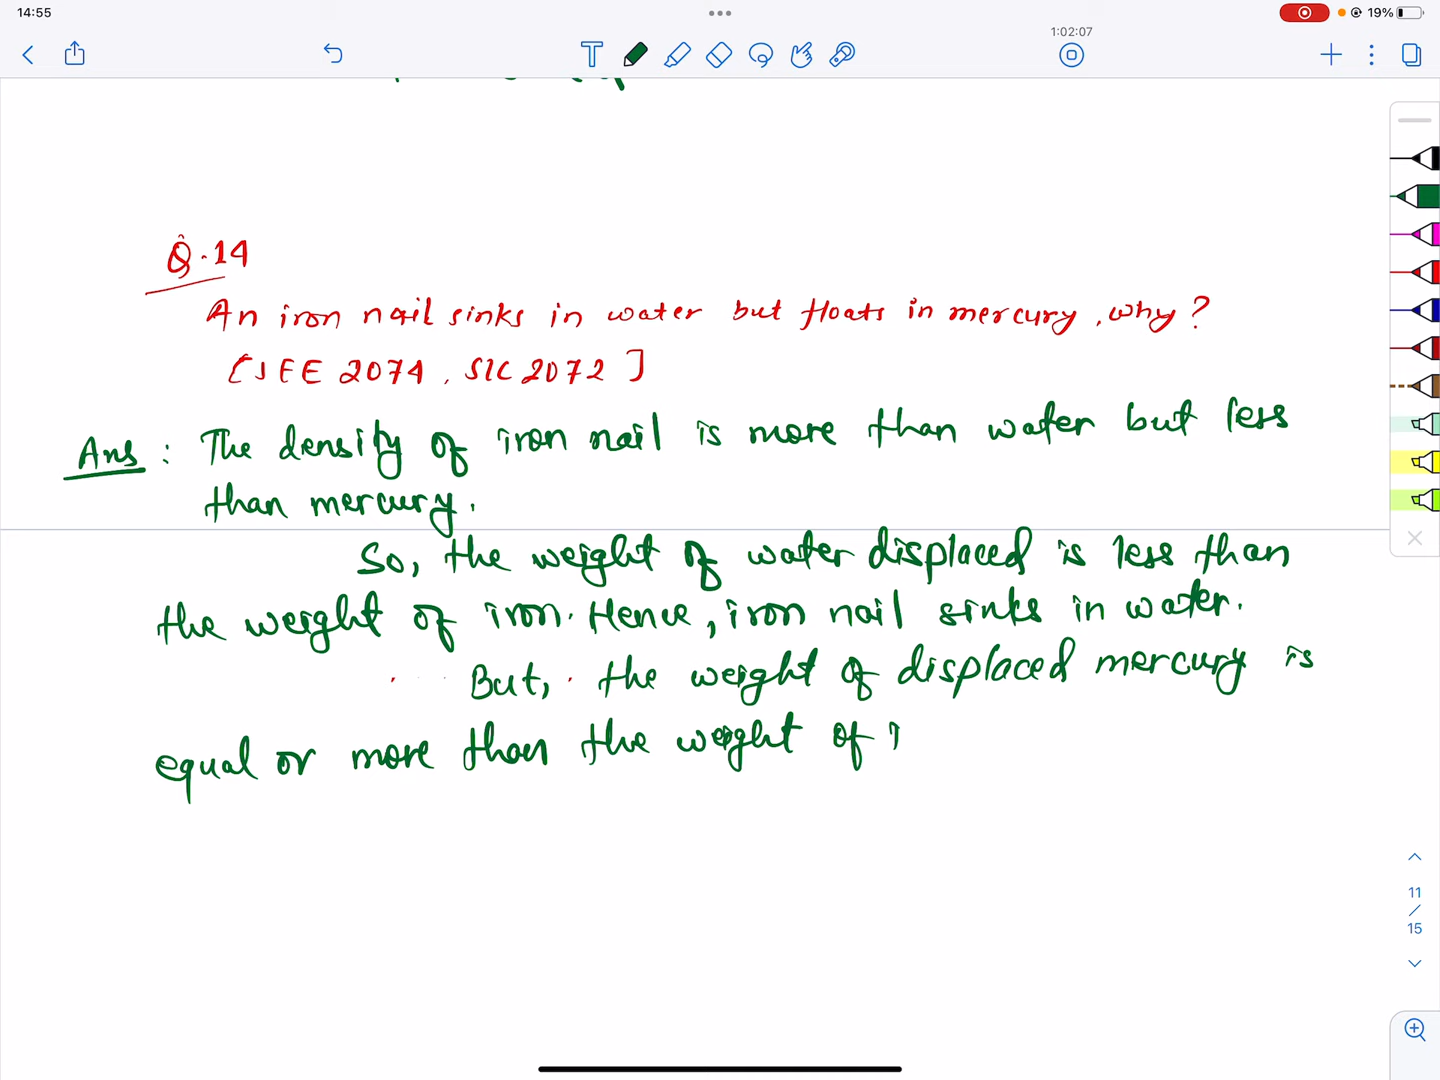 14:55
19%
1:02:07
Q.14
An iron nail sinks in water but floats in mercury, why?
[SEE 2074, SLC 2072]
Ans: The density of iron nail is more than water but less
than mercury.
So, the weight of water displaced is less than
the weight of iron. Hence, iron nail sinks in water.
But, the weight of displaced mercury is
equal or more than the weight of
11
/
15